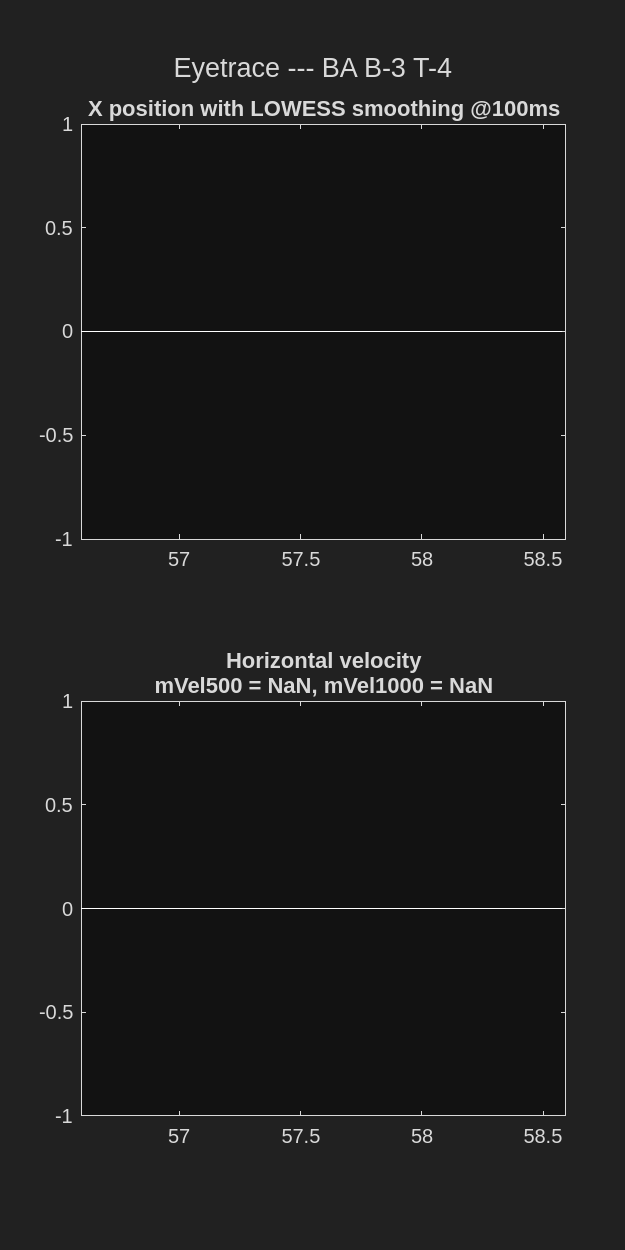 Eyetrace --- BA B-3 T-4
X position with LOWESS smoothing @100ms
1
0.5
0
-0.5
-1
57 57.5 58 58.5
Horizontal velocity
mVel500 = NaN, mVel1000 = NaN
1
0.5
0
-0.5
-1
57 57.5 58 58.5